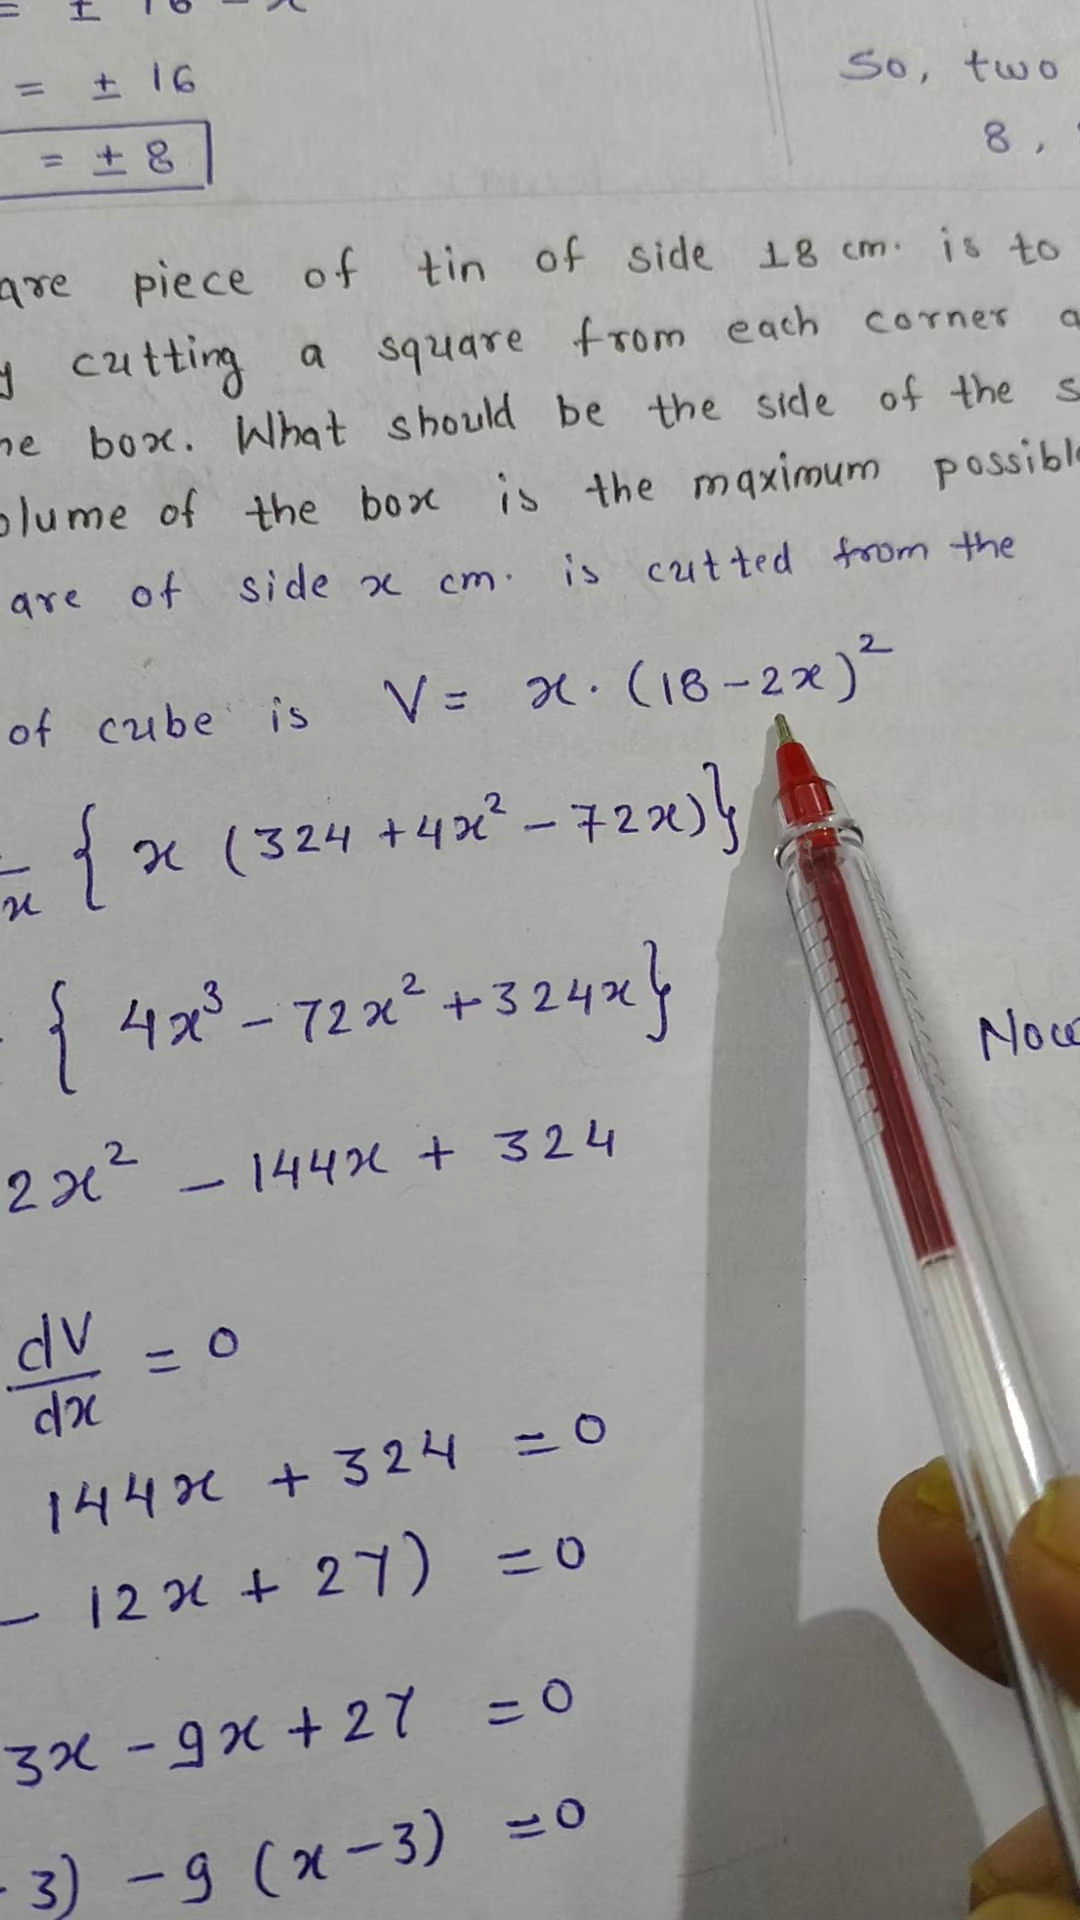 = ± 16 - x
= ± 16
So, two
= ± 8
8,
are piece of tin of side 18 cm. is to
y cutting a square from each corner a
he box. What should be the side of the s
olume of the box is the maximum possible
are of side x cm. is cutted from the
of cube is V = x · (18 - 2x)²
x { x (324 + 4x² - 72x)}
{ 4x³ - 72x² + 324x}
Now
2x² - 144x + 324
dV/dx = 0
144x + 324 = 0
- 12x + 27) = 0
3x - 9x + 27 = 0
3) - 9 (x - 3) = 0